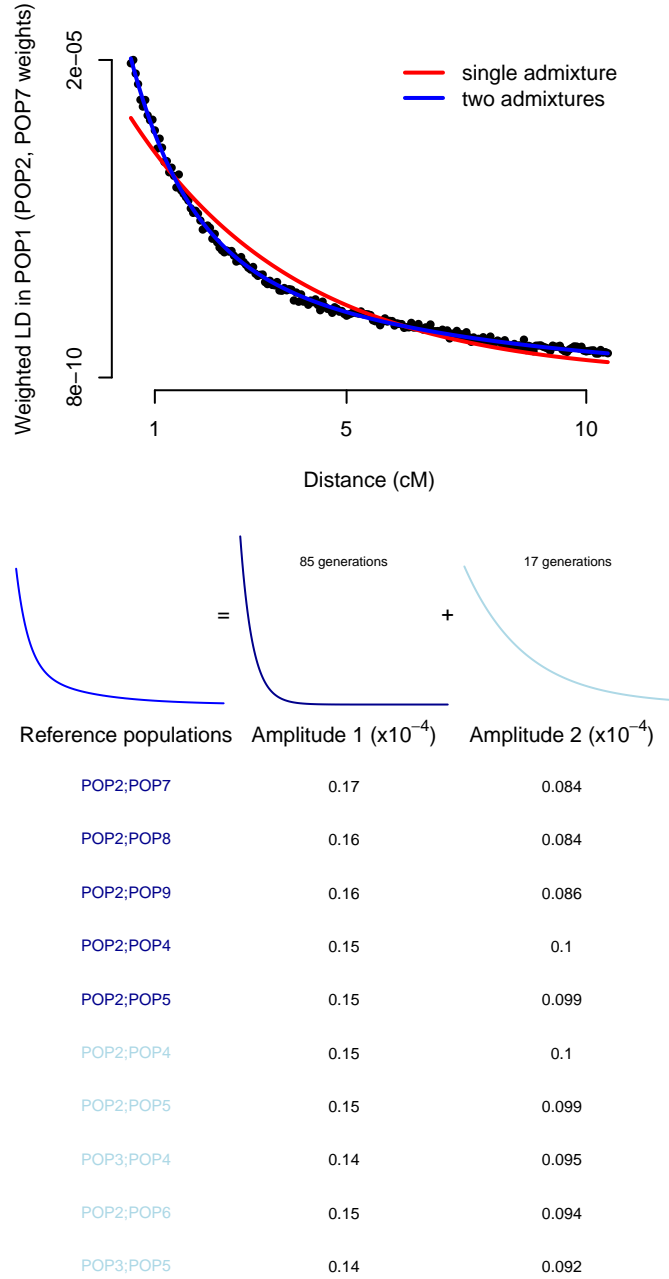 Weighted LD in POP1 (POP2, POP7 weights)
2e−05
8e−10
single admixture
two admixtures
1 5 10
Distance (cM)
85 generations 17 generations
= +
Reference populations Amplitude 1 (x10−4) Amplitude 2 (x10−4)
POP2;POP7 0.17 0.084
POP2;POP8 0.16 0.084
POP2;POP9 0.16 0.086
POP2;POP4 0.15 0.1
POP2;POP5 0.15 0.099
POP2;POP4 0.15 0.1
POP2;POP5 0.15 0.099
POP3;POP4 0.14 0.095
POP2;POP6 0.15 0.094
POP3;POP5 0.14 0.092